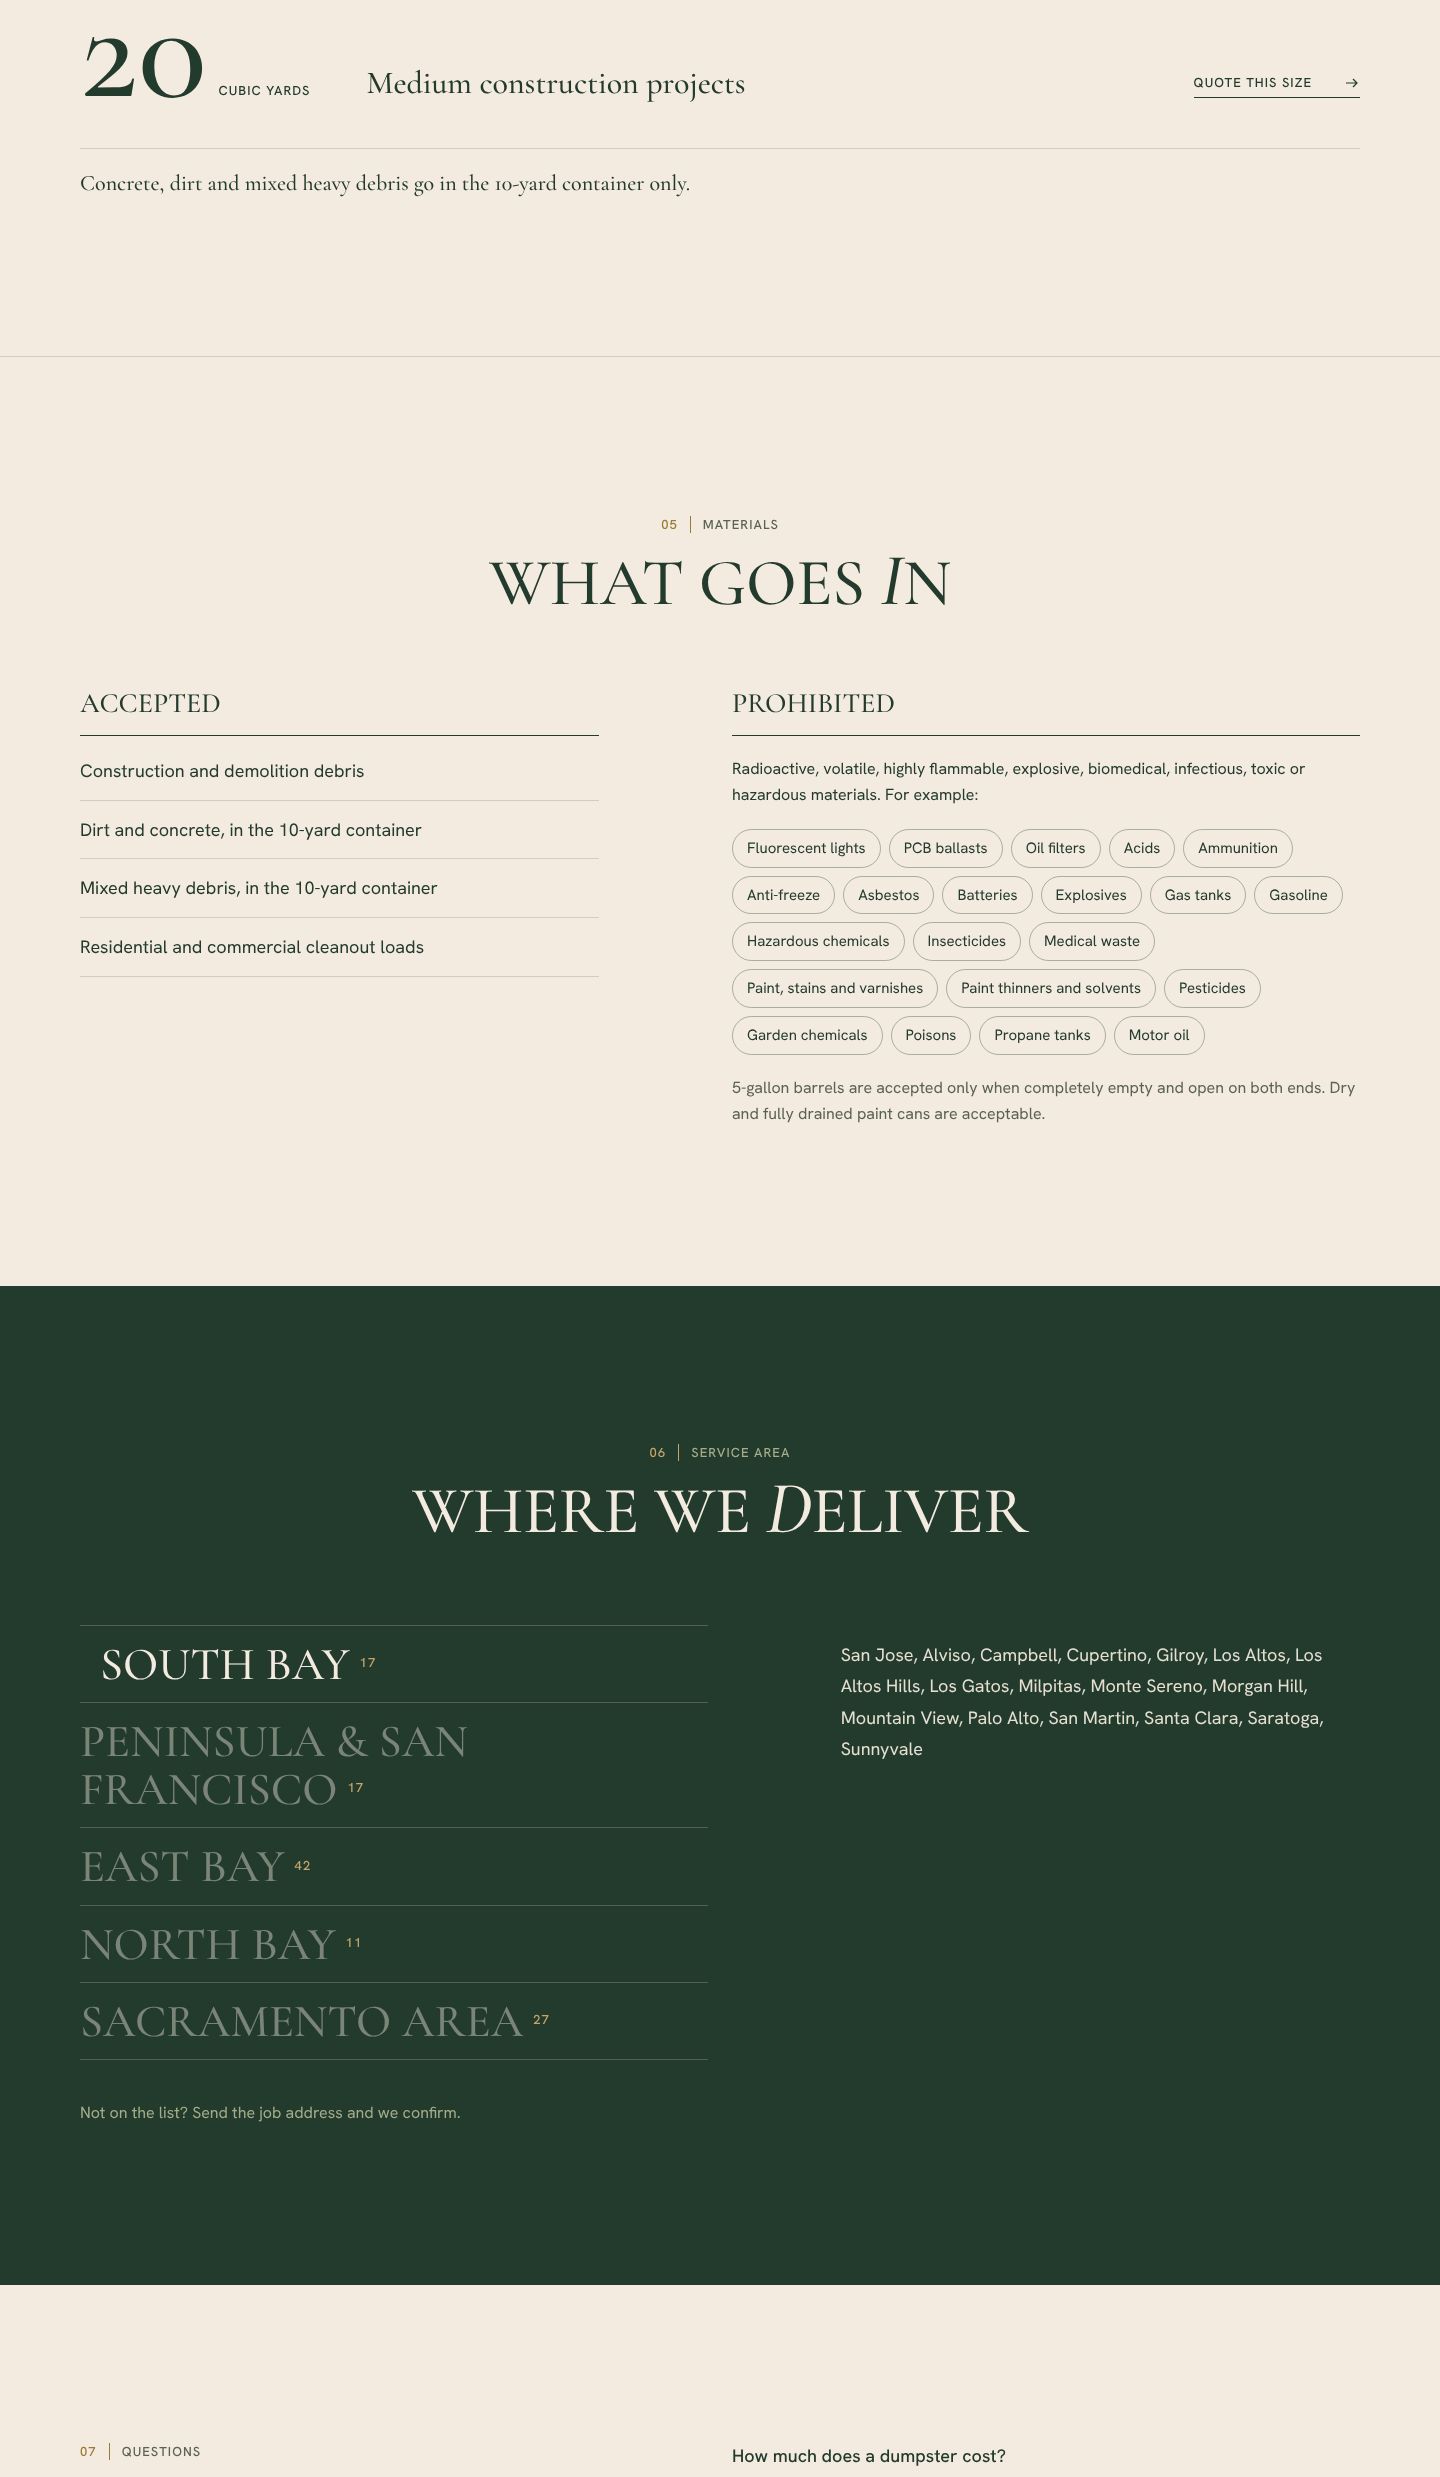 20 CUBIC YARDS Medium construction projects QUOTE THIS SIZE →
Concrete, dirt and mixed heavy debris go in the 10-yard container only.
05 | MATERIALS
WHAT GOES IN
ACCEPTED
Construction and demolition debris
Dirt and concrete, in the 10-yard container
Mixed heavy debris, in the 10-yard container
Residential and commercial cleanout loads
PROHIBITED
Radioactive, volatile, highly flammable, explosive, biomedical, infectious, toxic or
hazardous materials. For example:
Fluorescent lights PCB ballasts Oil filters Acids Ammunition
Anti-freeze Asbestos Batteries Explosives Gas tanks Gasoline
Hazardous chemicals Insecticides Medical waste
Paint, stains and varnishes Paint thinners and solvents Pesticides
Garden chemicals Poisons Propane tanks Motor oil
5-gallon barrels are accepted only when completely empty and open on both ends. Dry
and fully drained paint cans are acceptable.
06 | SERVICE AREA
WHERE WE DELIVER
SOUTH BAY 17
PENINSULA & SAN
FRANCISCO 17
EAST BAY 42
NORTH BAY 11
SACRAMENTO AREA 27
Not on the list? Send the job address and we confirm.
San Jose, Alviso, Campbell, Cupertino, Gilroy, Los Altos, Los
Altos Hills, Los Gatos, Milpitas, Monte Sereno, Morgan Hill,
Mountain View, Palo Alto, San Martin, Santa Clara, Saratoga,
Sunnyvale
07 | QUESTIONS
How much does a dumpster cost?